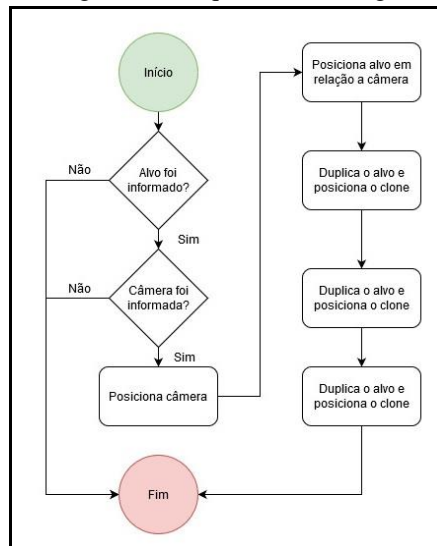 Início
Alvo foi
informado?
Não
Sim
Câmera foi
informada?
Não
Sim
Posiciona câmera
Posiciona alvo em
relação a câmera
Duplica o alvo e
posiciona o clone
Duplica o alvo e
posiciona o clone
Duplica o alvo e
posiciona o clone
Fim